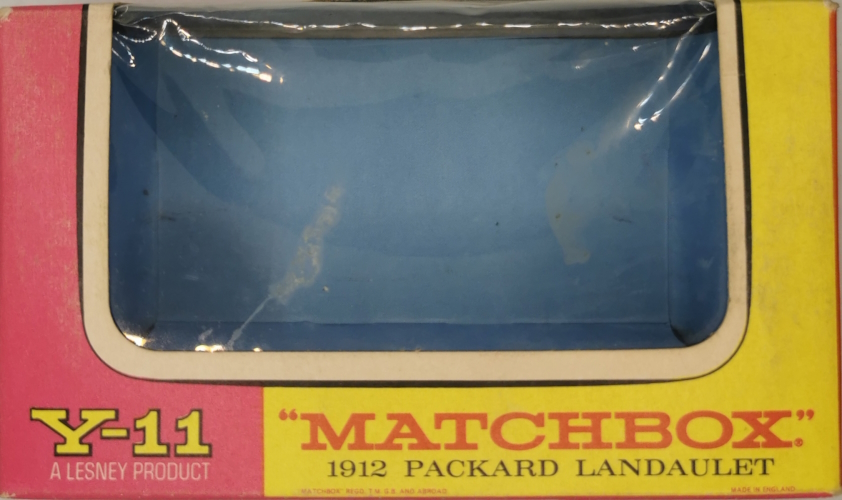 Y-11
A LESNEY PRODUCT
“MATCHBOX”®
1912 PACKARD LANDAULET
"MATCHBOX" REGD. T.M. G.B. AND ABROAD
MADE IN ENGLAND